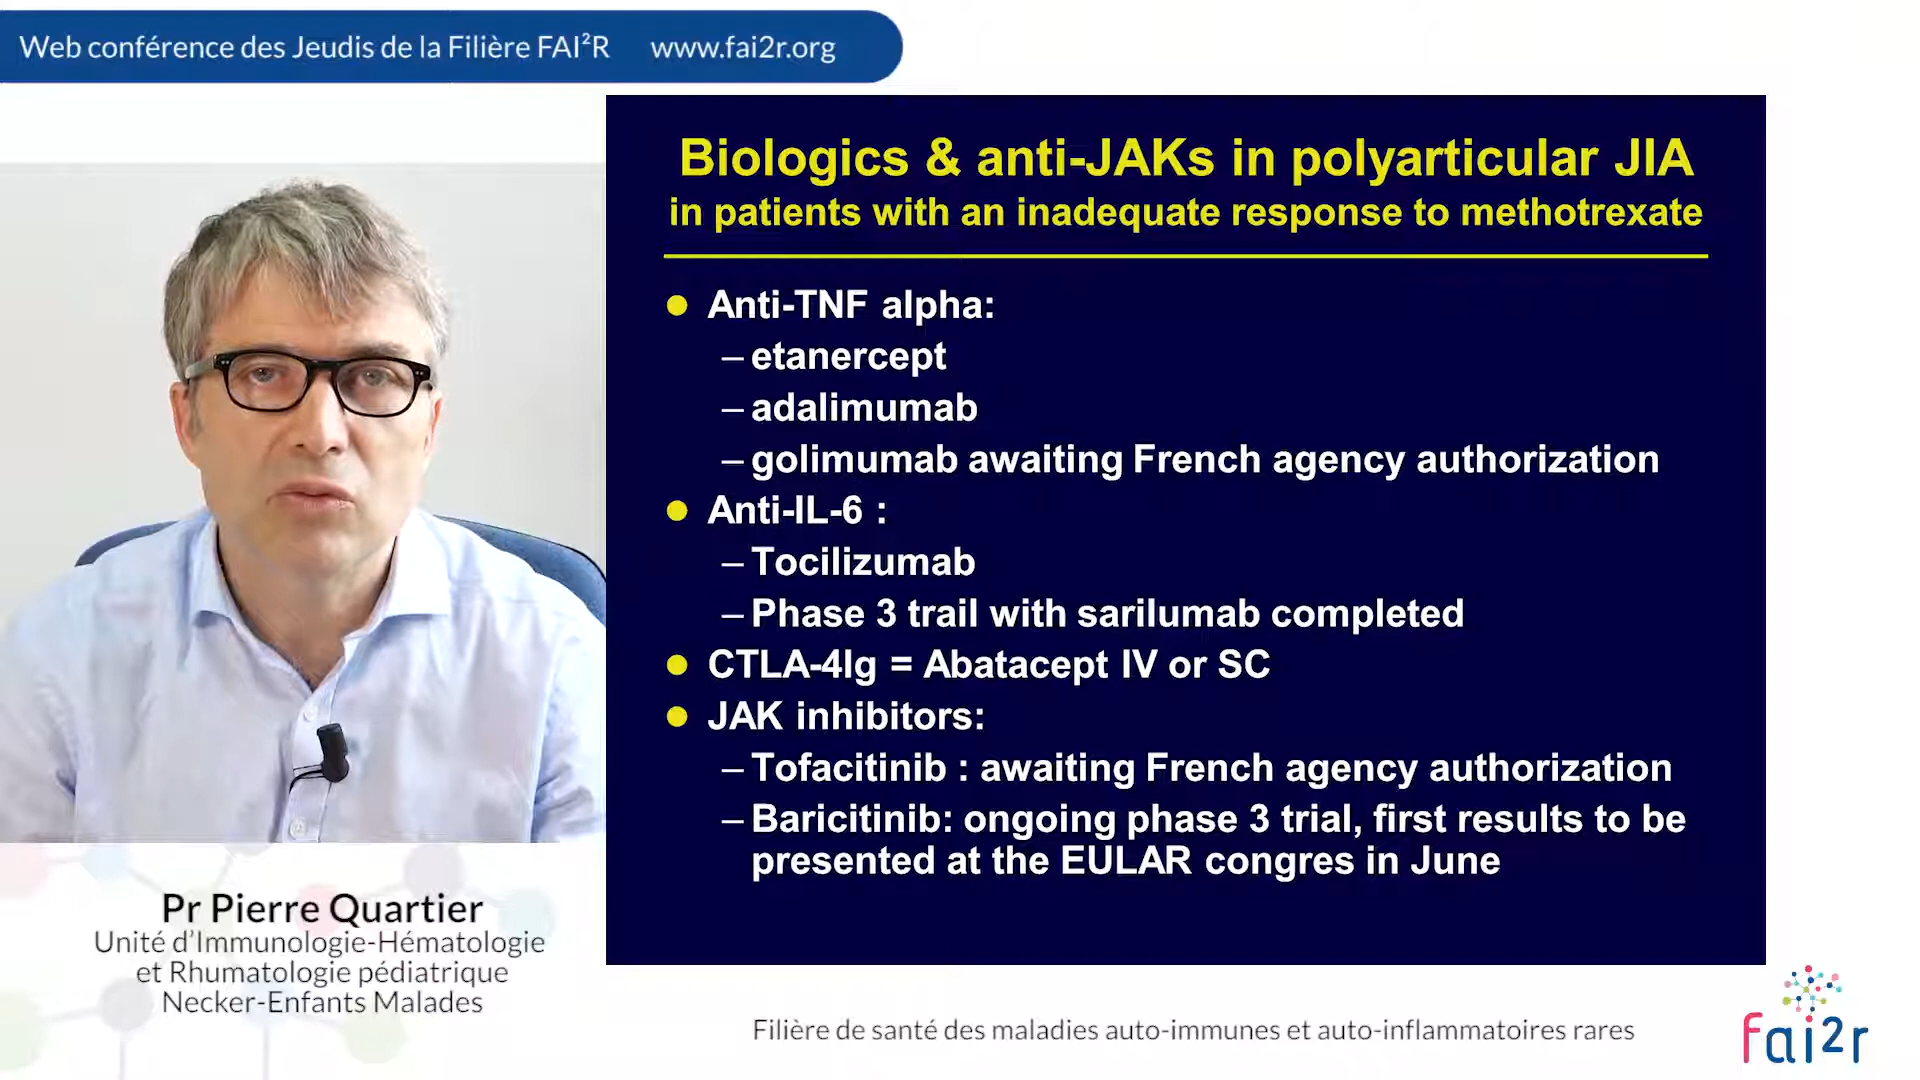 Web conférence des Jeudis de la Filière FAI²R www.fai2r.org
Biologics & anti-JAKs in polyarticular JIA
in patients with an inadequate response to methotrexate
Anti-TNF alpha:
– etanercept
– adalimumab
– golimumab awaiting French agency authorization
Anti-IL-6 :
– Tocilizumab
– Phase 3 trail with sarilumab completed
CTLA-4Ig = Abatacept IV or SC
JAK inhibitors:
– Tofacitinib : awaiting French agency authorization
– Baricitinib: ongoing phase 3 trial, first results to be
presented at the EULAR congres in June
Pr Pierre Quartier
Unité d'Immunologie-Hématologie
et Rhumatologie pédiatrique
Necker-Enfants Malades
Filière de santé des maladies auto-immunes et auto-inflammatoires rares
fai2r